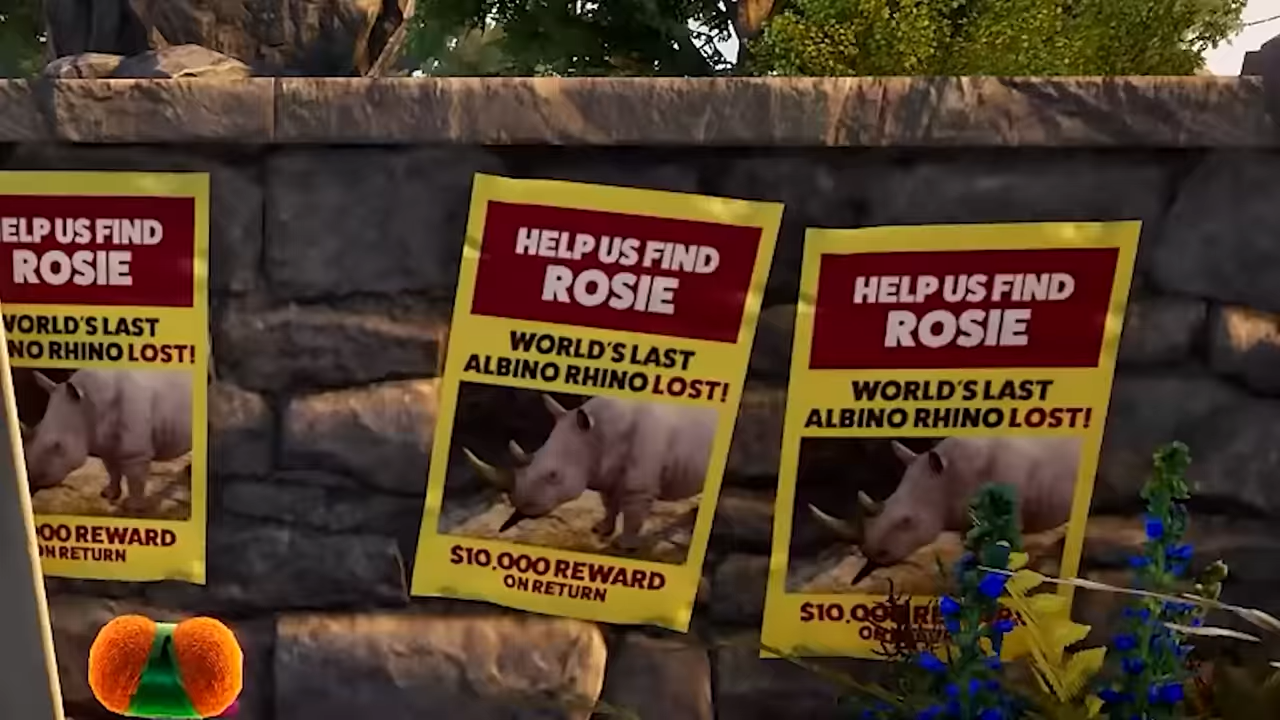 ELP US FIND
ROSIE
WORLD'S LAST
NO RHINO LOST!
00 REWARD
ON RETURN
HELP US FIND
ROSIE
WORLD'S LAST
ALBINO RHINO LOST!
$10,000 REWARD
ON RETURN
HELP US FIND
ROSIE
WORLD'S LAST
ALBINO RHINO LOST!